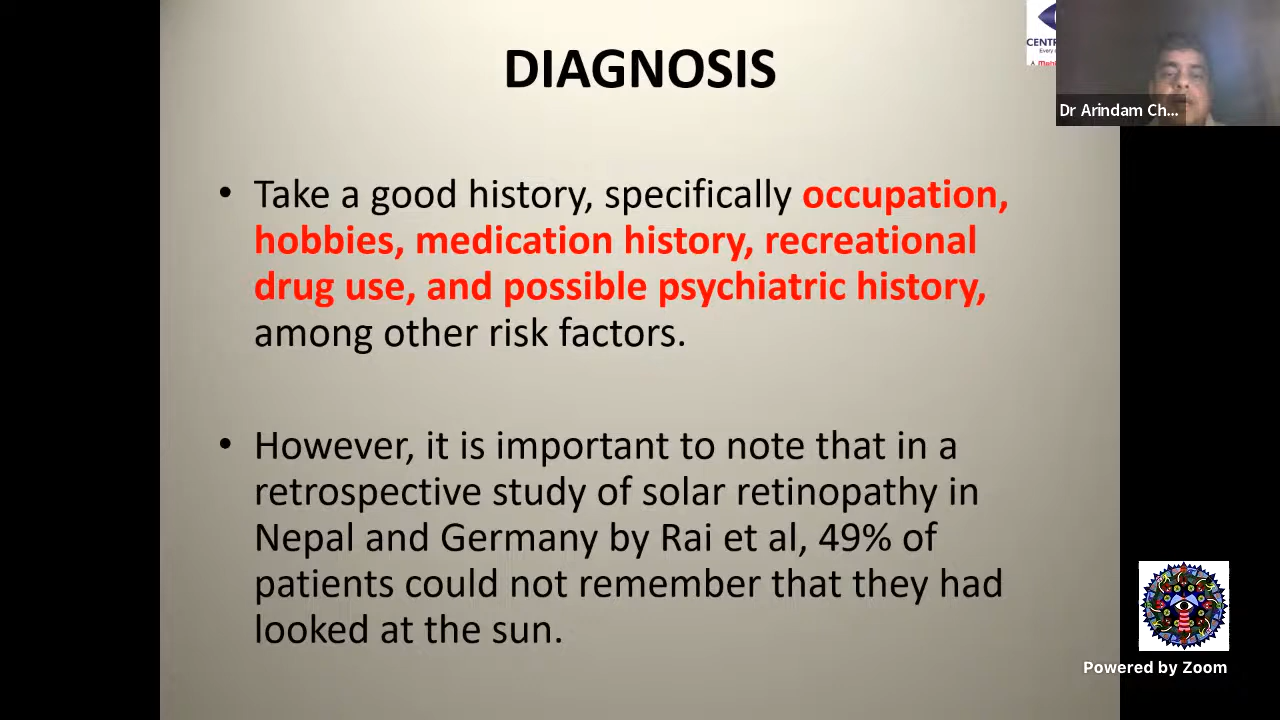 DIAGNOSIS
CENTR
Every
Dr Arindam Ch...
• Take a good history, specifically occupation,
hobbies, medication history, recreational
drug use, and possible psychiatric history,
among other risk factors.
• However, it is important to note that in a
retrospective study of solar retinopathy in
Nepal and Germany by Rai et al, 49% of
patients could not remember that they had
looked at the sun.
Powered by Zoom